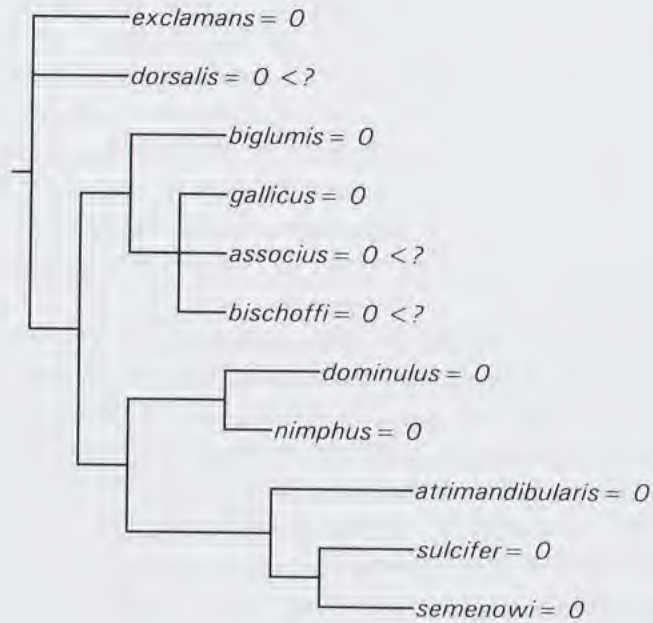 exclamans = 0
dorsalis = 0 <?
biglumis = 0
gallicus = 0
associus = 0 <?
bischoffi = 0 <?
dominulus = 0
nimphus = 0
atrimandibularis = 0
sulcifer = 0
semenowi = 0